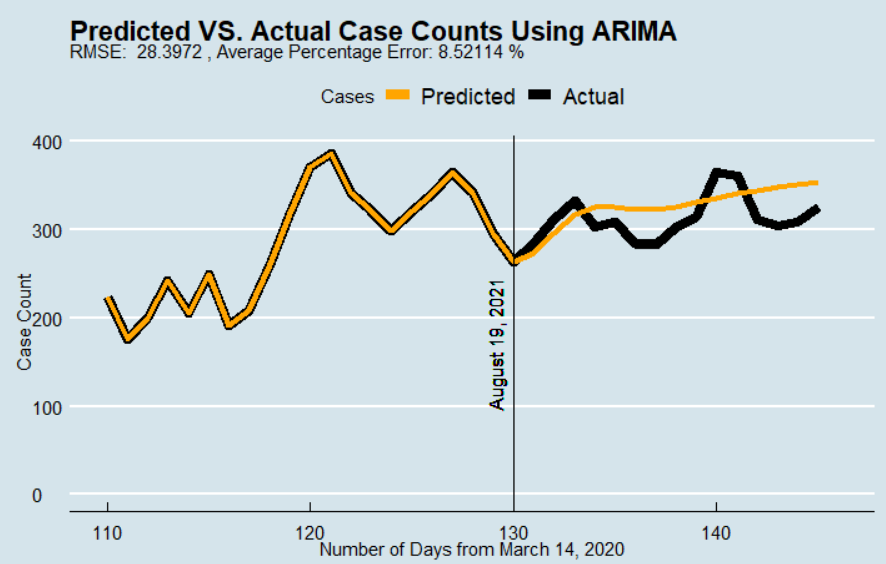 Predicted VS. Actual Case Counts Using ARIMA
RMSE: 28.3972 , Average Percentage Error: 8.52114 %
Cases Predicted Actual
400
300
200
100
0
Case Count
August 19, 2021
110 120 130 140
Number of Days from March 14, 2020